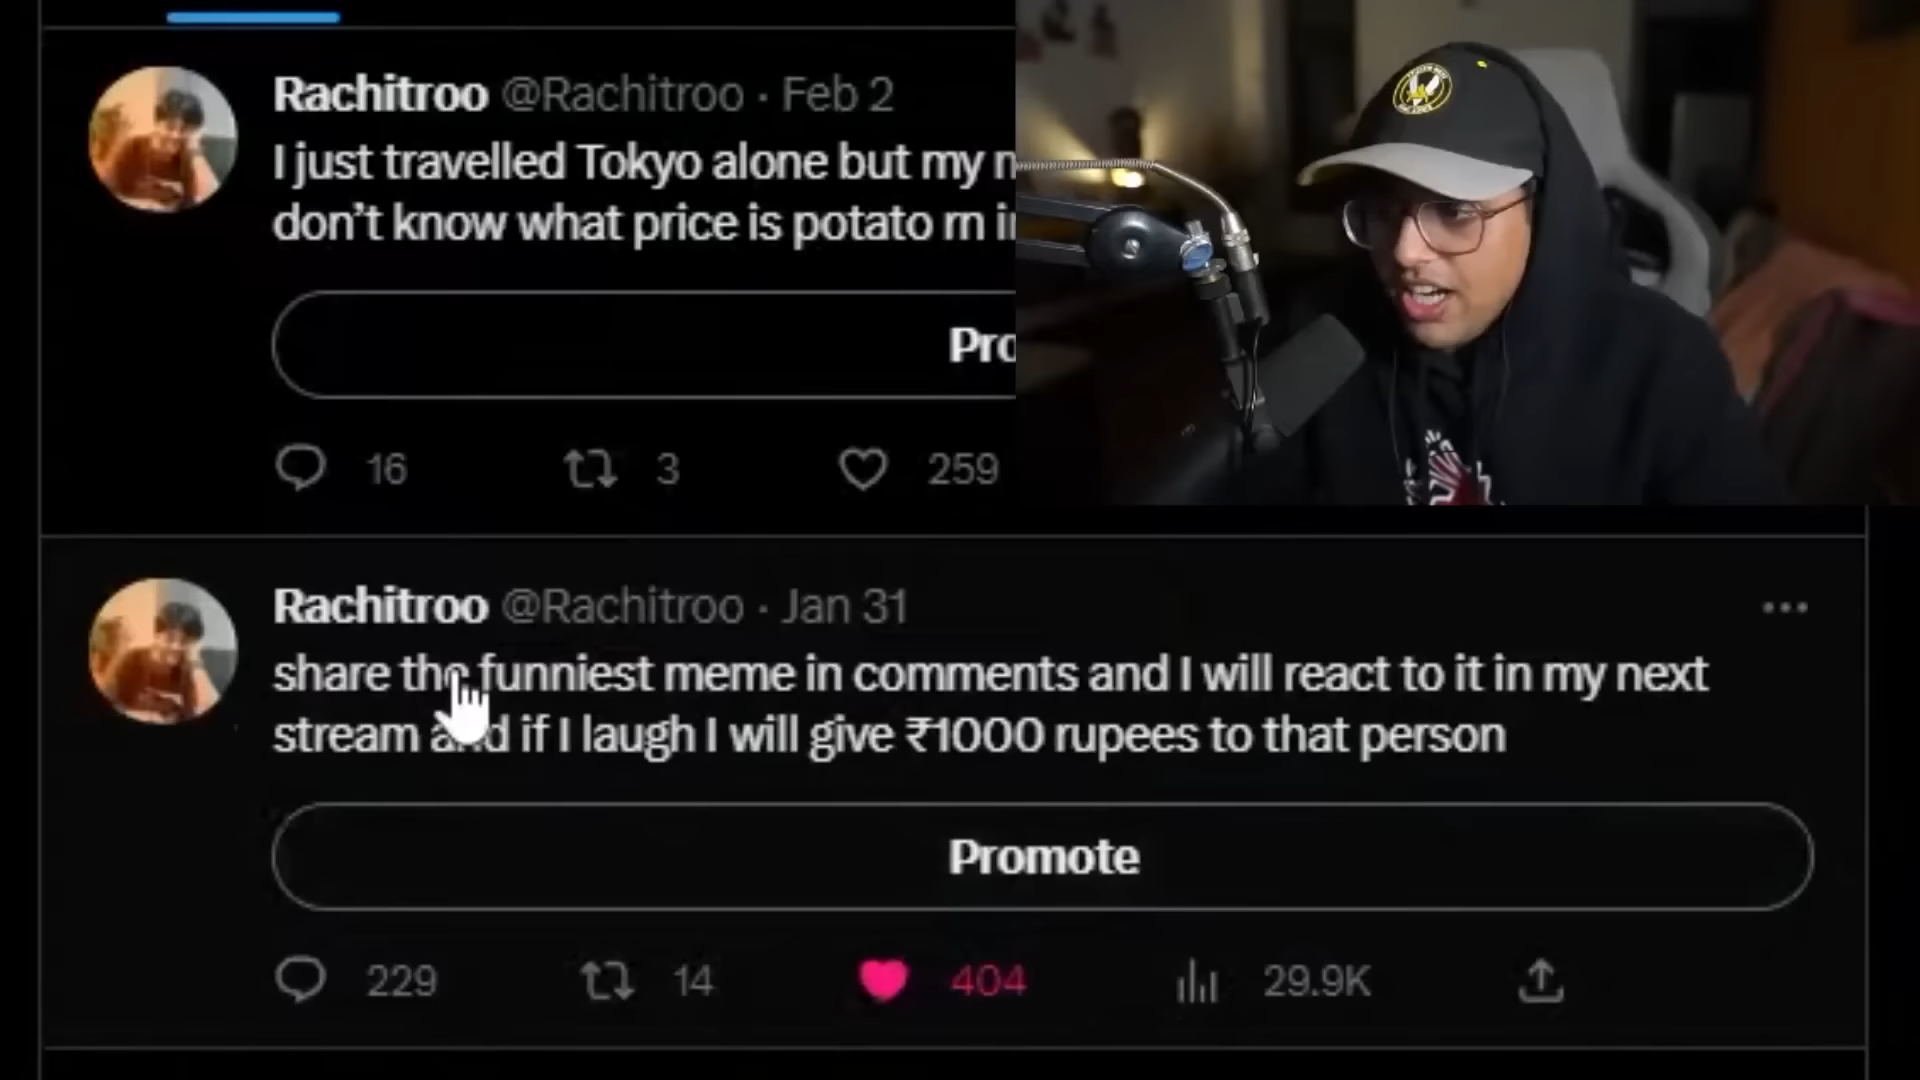 Rachitroo @Rachitroo · Feb 2
I just travelled Tokyo alone but my
don't know what price is potato rn
16 3 259
Rachitroo @Rachitroo · Jan 31
share the funniest meme in comments and I will react to it in my next
stream and if I laugh I will give ₹1000 rupees to that person
Promote
229 14 404 29.9K